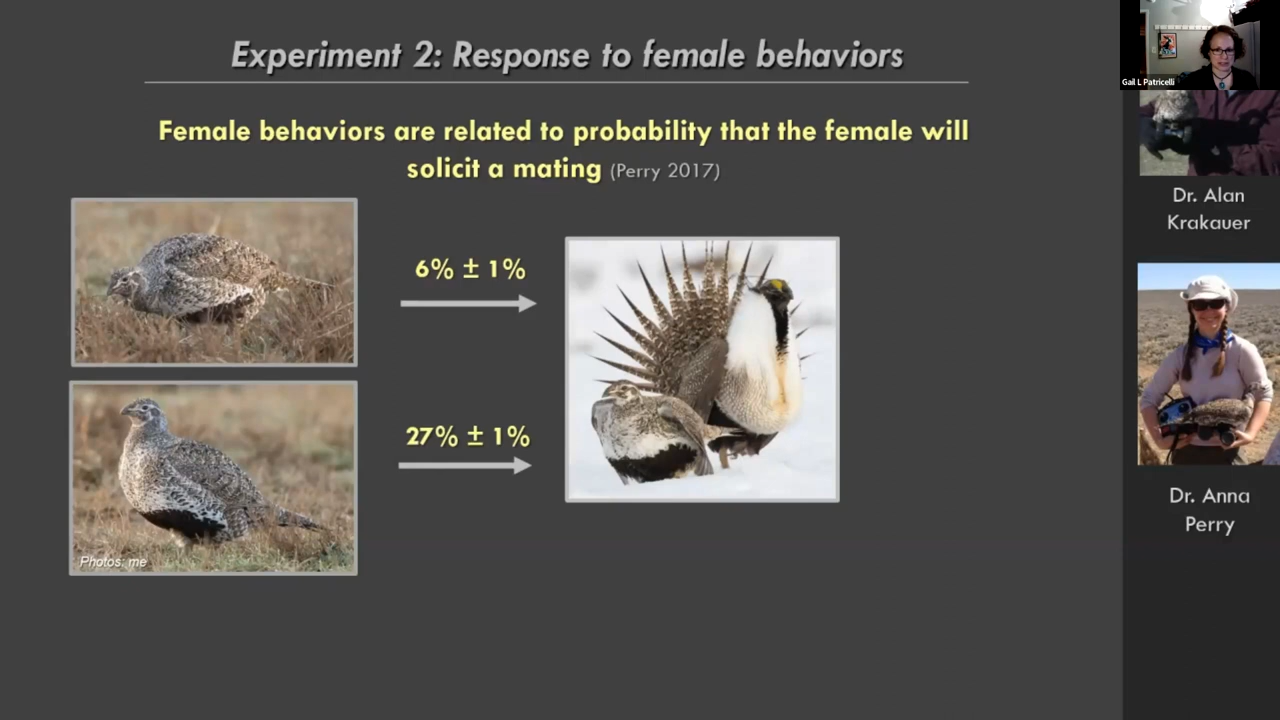 Experiment 2: Response to female behaviors
Female behaviors are related to probability that the female will
solicit a mating (Perry 2017)
6% ± 1%
27% ± 1%
Photos: me
Gail L Patricelli
Dr. Alan
Krakauer
Dr. Anna
Perry